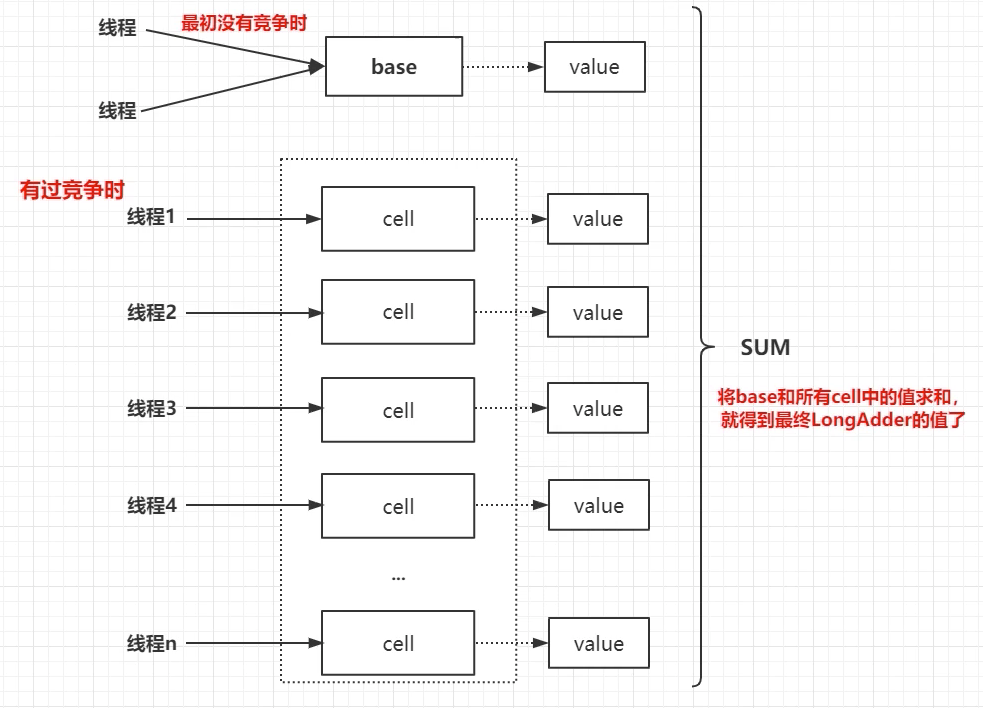 线程
最初没有竞争时
base
value
线程
有过竞争时
线程1
cell
value
线程2
cell
value
SUM
将base和所有cell中的值求和,
就得到最终LongAdder的值了
线程3
cell
value
线程4
cell
value
...
线程n
cell
value